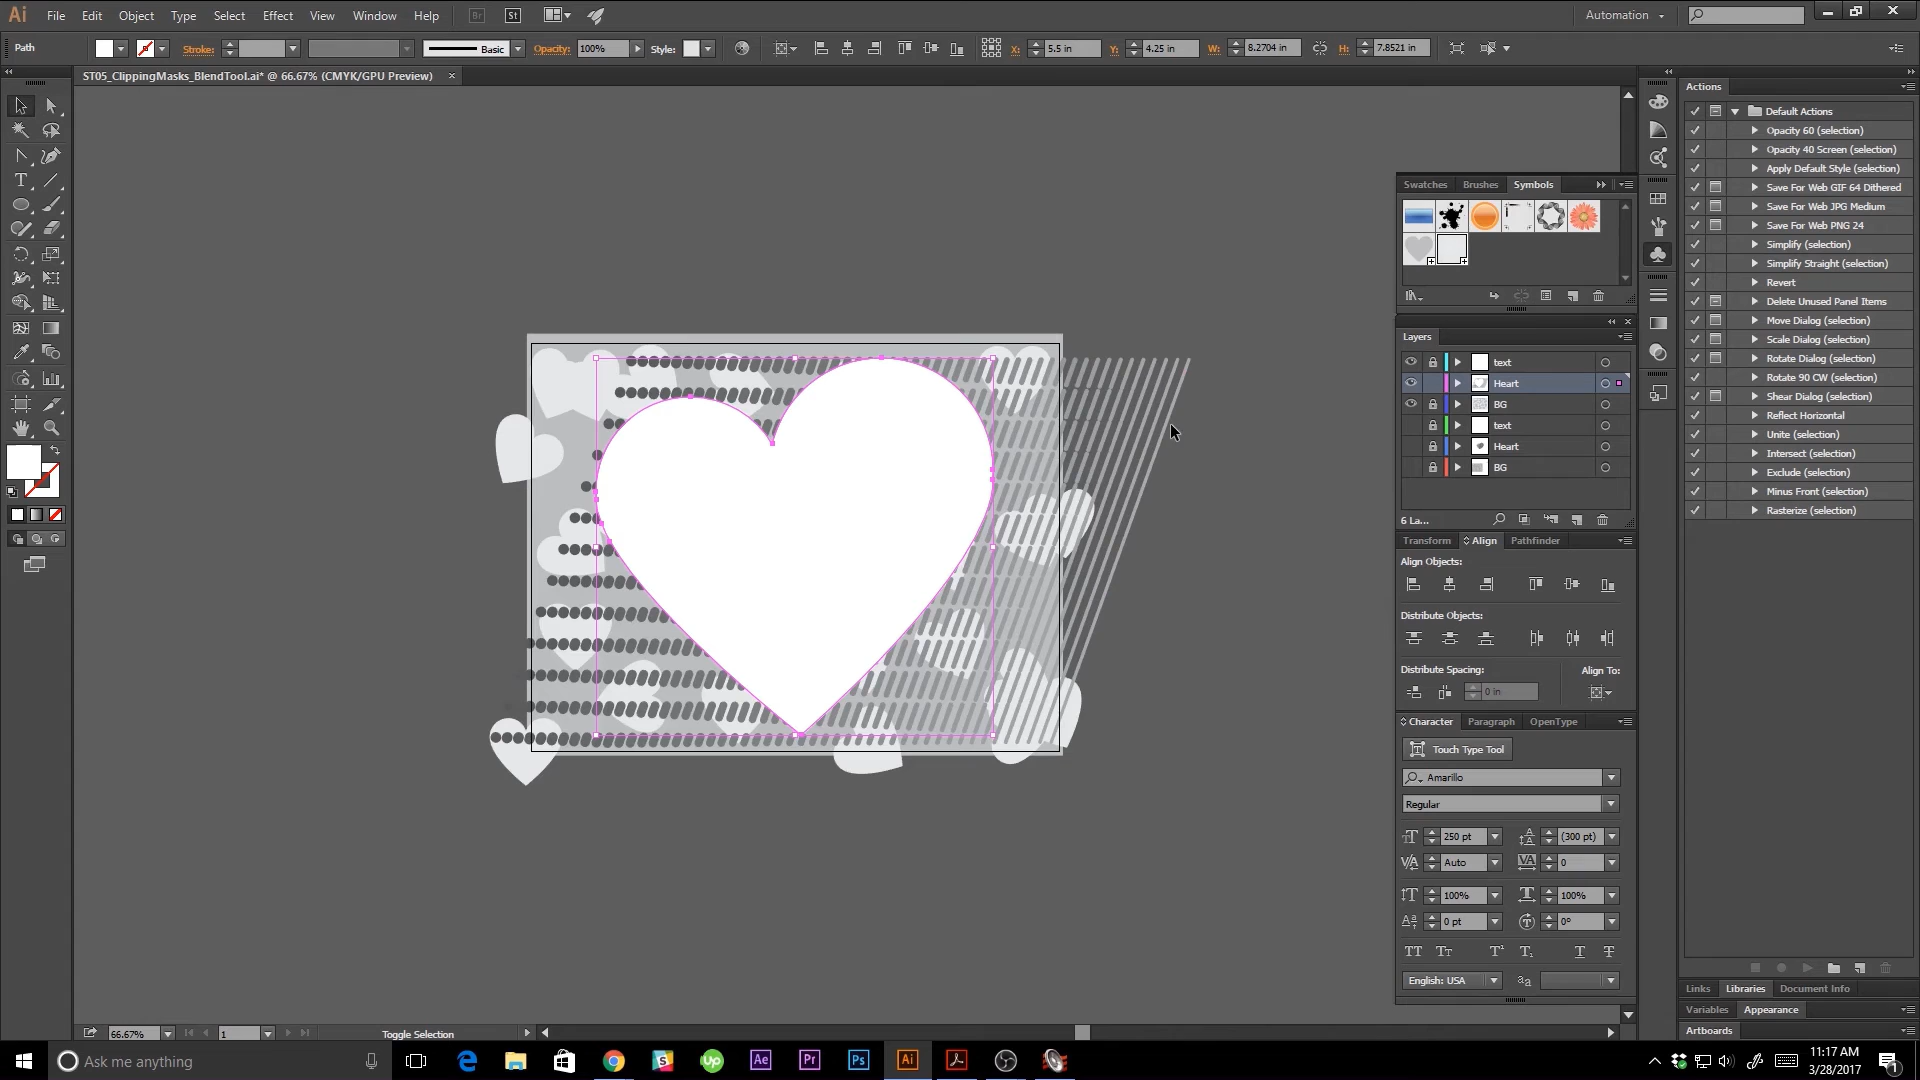 Ai File Edit Object Type Select Effect View Window Help Br St Automation
Path Stroke: Basic Opacity: 100% Style: X: 5.5 in Y: 4.25 in W: 8.2704 in H: 7.8521 in
ST05_ClippingMasks_BlendTool.ai* @ 66.67% (CMYK/GPU Preview)
Actions
Default Actions
Opacity 60 (selection)
Opacity 40 Screen (selection)
Apply Default Style (selection)
Save For Web GIF 64 Dithered
Save For Web JPG Medium
Save For Web PNG 24
Simplify (selection)
Simplify Straight (selection)
Revert
Delete Unused Panel Items
Move Dialog (selection)
Scale Dialog (selection)
Rotate Dialog (selection)
Rotate 90 CW (selection)
Shear Dialog (selection)
Reflect Horizontal
Unite (selection)
Intersect (selection)
Exclude (selection)
Minus Front (selection)
Rasterize (selection)
Swatches Brushes Symbols
Layers
text
Heart
BG
text
Heart
BG
6 La...
Transform Align Pathfinder
Align Objects:
Distribute Objects:
Distribute Spacing: Align To:
0 in
Character Paragraph OpenType
Touch Type Tool
Amarillo
Regular
250 pt (300 pt)
Auto 0
100% 100%
0 pt 0°
English: USA
Links Libraries Document Info
Variables Appearance
Artboards
66.67% 1 Toggle Selection
Ask me anything
Ae Pr Ps Ai
11:17 AM
3/28/2017